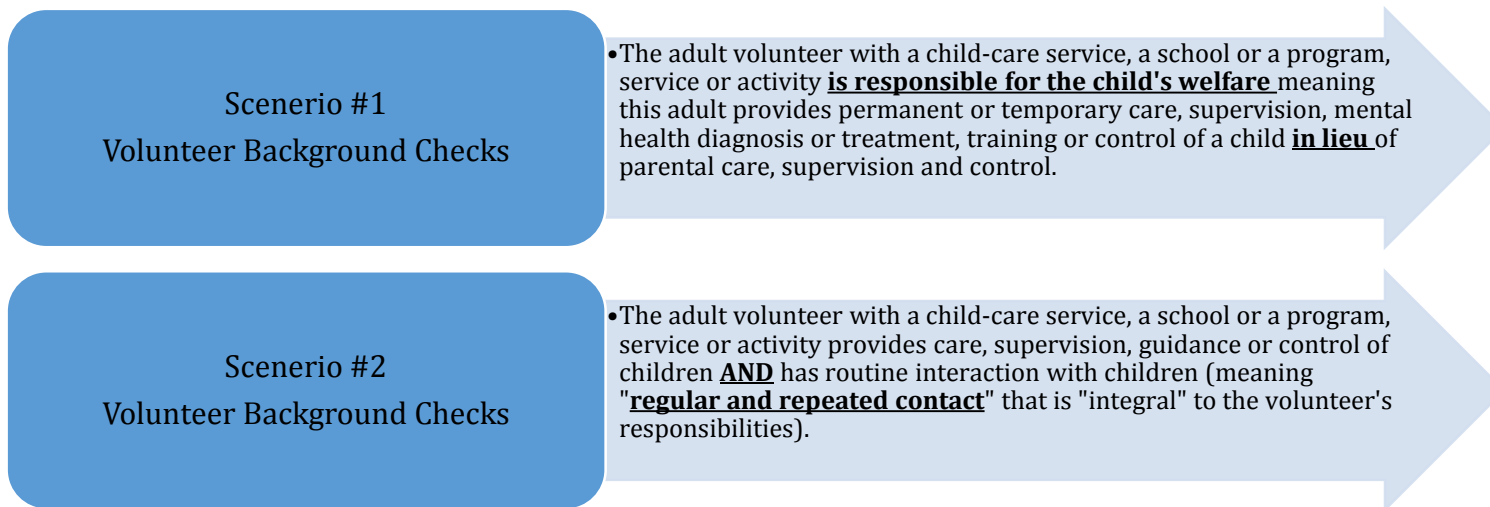 Scenerio #1
Volunteer Background Checks
•The adult volunteer with a child-care service, a school or a program,
service or activity is responsible for the child's welfare meaning
this adult provides permanent or temporary care, supervision, mental
health diagnosis or treatment, training or control of a child in lieu of
parental care, supervision and control.
Scenerio #2
Volunteer Background Checks
•The adult volunteer with a child-care service, a school or a program,
service or activity provides care, supervision, guidance or control of
children AND has routine interaction with children (meaning
"regular and repeated contact" that is "integral" to the volunteer's
responsibilities).